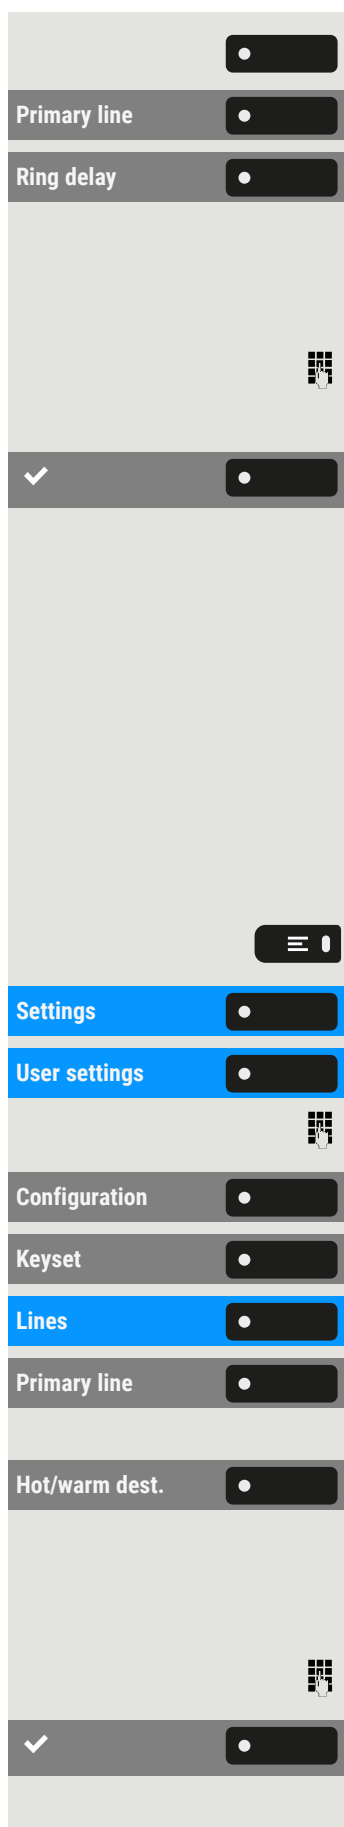 Primary line
Ring delay
Settings
User settings
Configuration
Keyset
Lines
Primary line
Hot/warm dest.